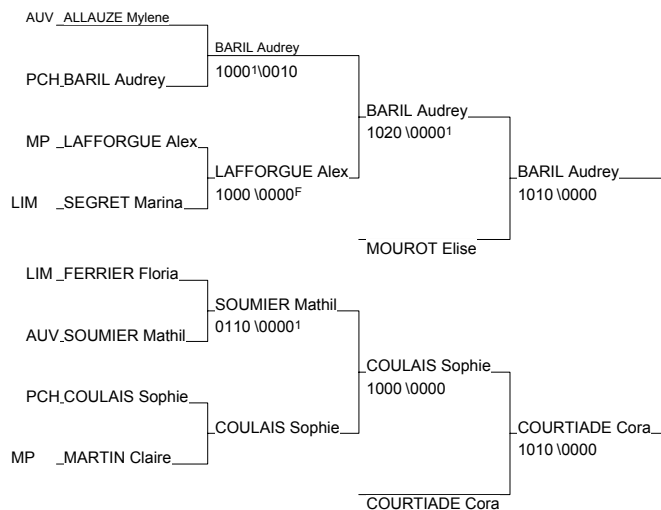 AUV ALLAUZE Mylene
BARIL Audrey
1000¹\0010
PCH BARIL Audrey
BARIL Audrey
1020 \0000¹
MP LAFFORGUE Alex
LAFFORGUE Alex
1000 \0000ᶠ
BARIL Audrey
1010 \0000
LIM SEGRET Marina
MOUROT Elise
LIM FERRIER Floria
SOUMIER Mathil
0110 \0000¹
AUV SOUMIER Mathil
COULAIS Sophie
1000 \0000
PCH COULAIS Sophie
COULAIS Sophie
COURTIADE Cora
1010 \0000
MP MARTIN Claire
COURTIADE Cora